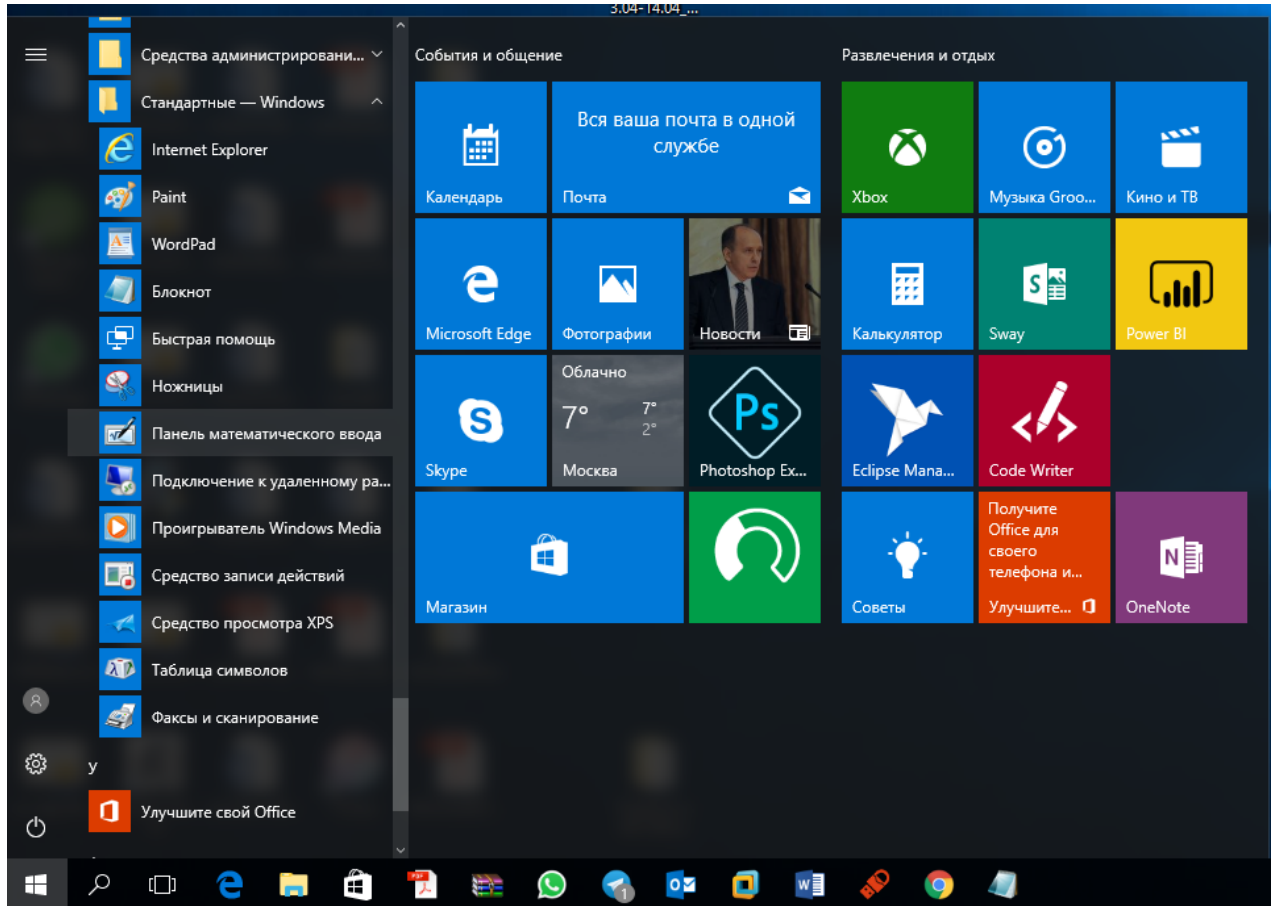 3.04-14.04_...
Средства администрировани...
Стандартные — Windows
Internet Explorer
Paint
WordPad
Блокнот
Быстрая помощь
Ножницы
Панель математического ввода
Подключение к удаленному ра...
Проигрыватель Windows Media
Средство записи действий
Средство просмотра XPS
Таблица символов
Факсы и сканирование
У
Улучшите свой Office
События и общение
Календарь
Вся ваша почта в одной
службе
Почта
Microsoft Edge
Фотографии
Новости
Skype
Облачно
7° 7°
2°
Москва
Ps
Photoshop Ex...
Магазин
Развлечения и отдых
Xbox
Музыка Groo...
Кино и ТВ
Калькулятор
S
Sway
Power BI
Eclipse Mana...
Code Writer
Советы
Получите
Office для
своего
телефона и...
Улучшите...
N
OneNote
PDF
1